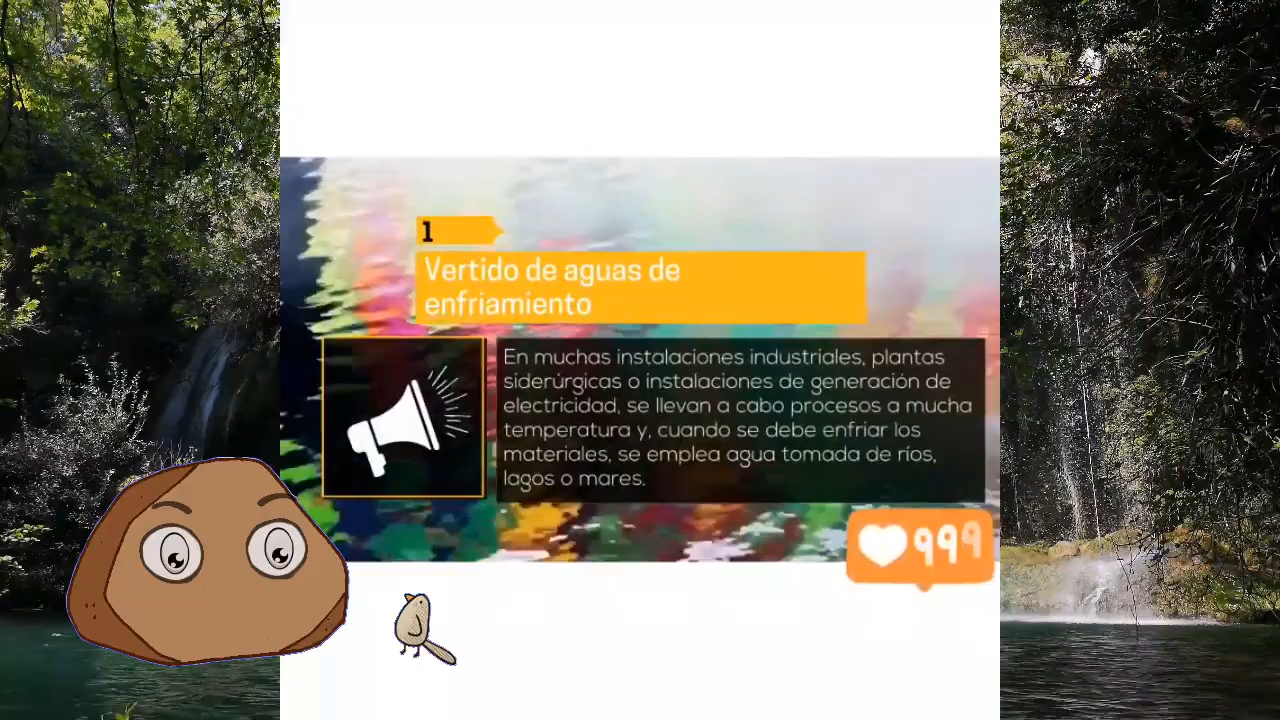 1
Vertido de aguas de
enfriamiento
En muchas instalaciones industriales, plantas
siderúrgicas o instalaciones de generación de
electricidad, se llevan a cabo procesos a mucha
temperatura y, cuando se debe enfriar los
materiales, se emplea agua tomada de ríos,
lagos o mares.
999